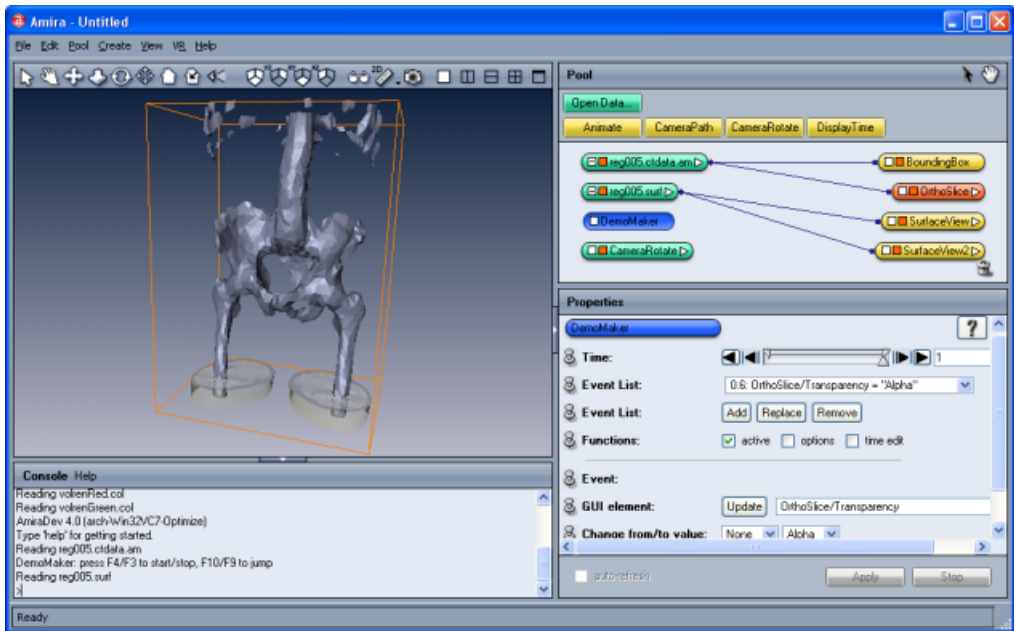 Amira - Untitled
File Edit Pool Create View VR Help
2D
Pool
Open Data...
Animate CameraPath CameraRotate DisplayTime
reg005.ctdata.am BoundingBox
reg005.surf OrthoSlice
DemoMaker SurfaceView
CameraRotate SurfaceView2
Properties
DemoMaker ?
Time: 1
Event List: 0.6: OrthoSlice/Transparency = "Alpha"
Event List: Add Replace Remove
Functions: active options time edit
Event:
GUI element: Update OrthoSlice/Transparency
Change from/to value: None Alpha
auto-refresh Apply Stop
Console Help
Reading volrenRed.col
Reading volrenGreen.col
AmiraDev 4.0 (arch-Win32VC7-Optimize)
Type 'help' for getting started.
Reading reg005.ctdata.am
DemoMaker: press F4/F3 to start/stop, F10/F9 to jump
Reading reg005.surf
>
Ready